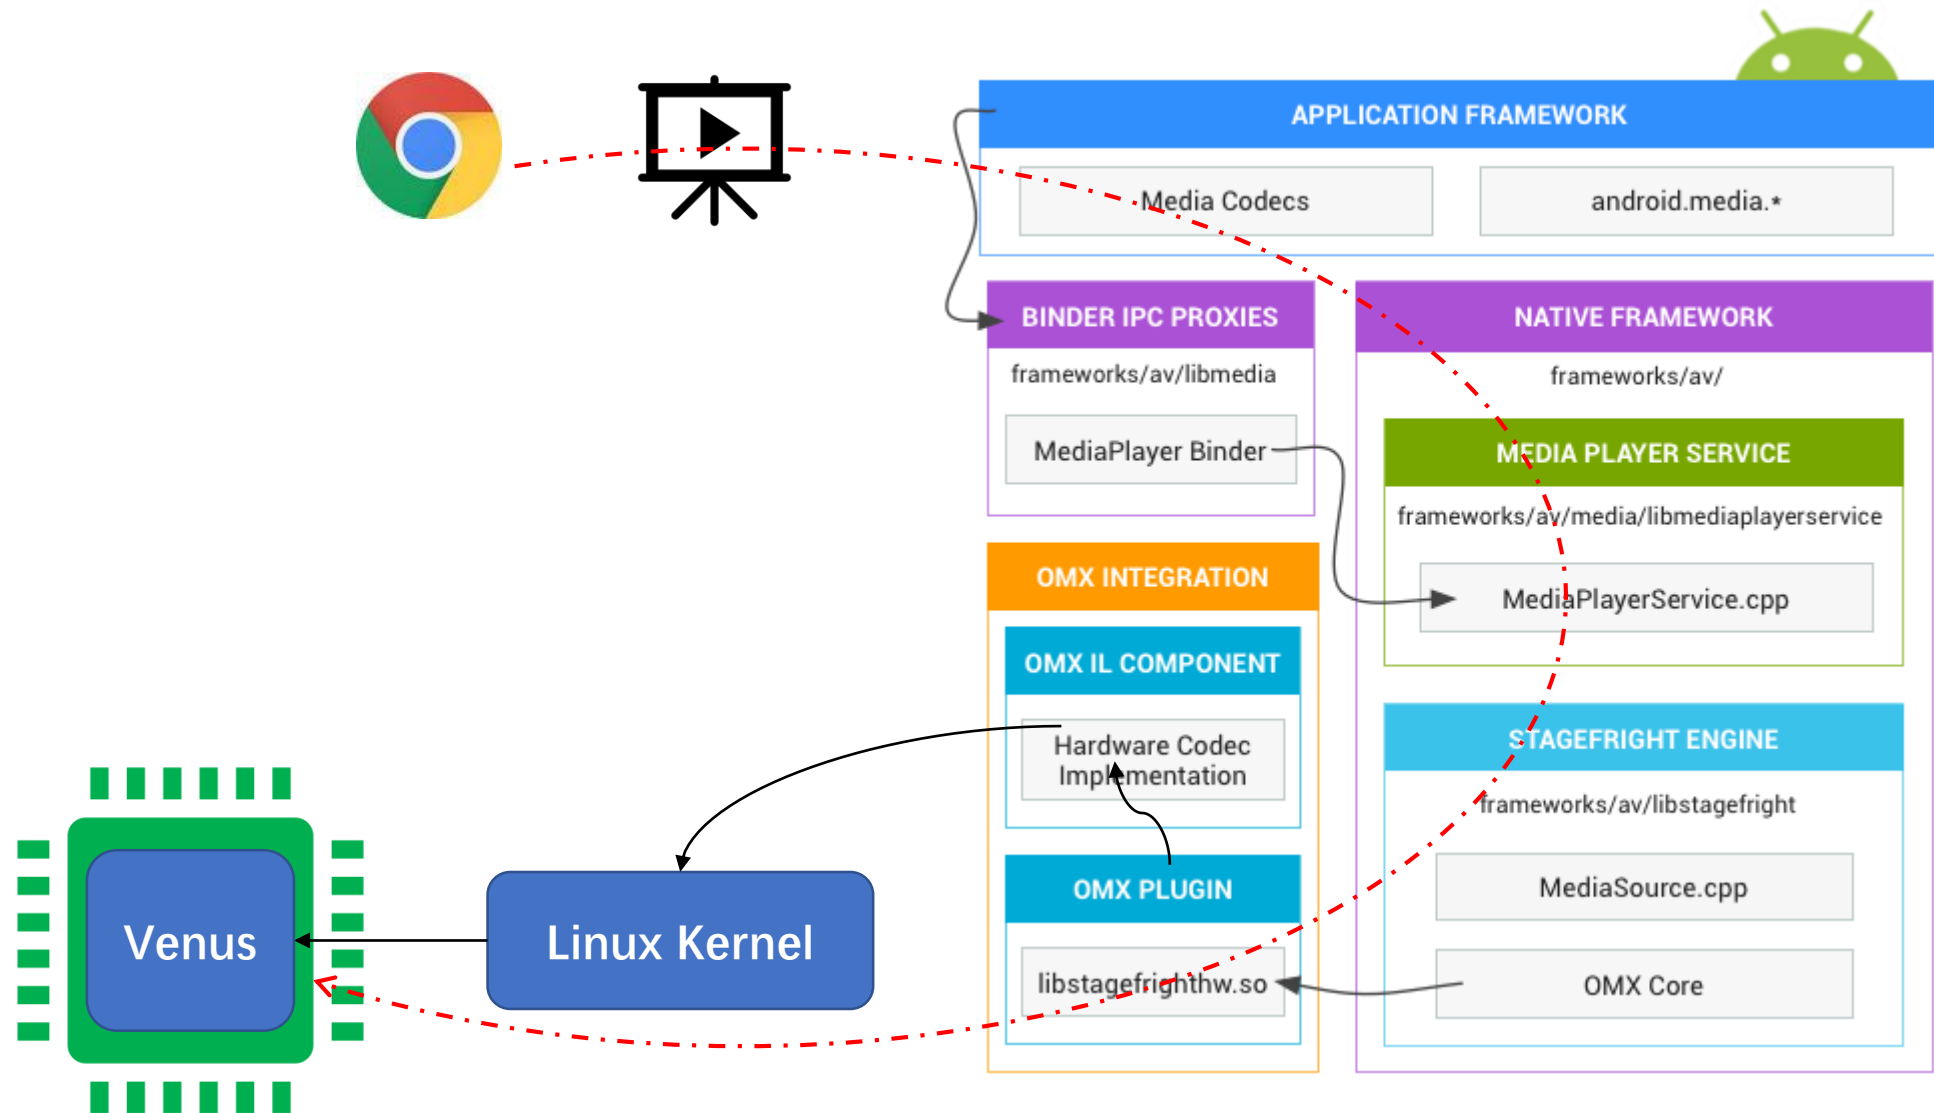 APPLICATION FRAMEWORK
Media Codecs
android.media.*
BINDER IPC PROXIES
frameworks/av/libmedia
MediaPlayer Binder
NATIVE FRAMEWORK
frameworks/av/
MEDIA PLAYER SERVICE
frameworks/av/media/libmediaplayerservice
MediaPlayerService.cpp
OMX INTEGRATION
OMX IL COMPONENT
Hardware Codec
Implementation
OMX PLUGIN
libstagefrighthw.so
STAGEFRIGHT ENGINE
frameworks/av/libstagefright
MediaSource.cpp
OMX Core
Linux Kernel
Venus